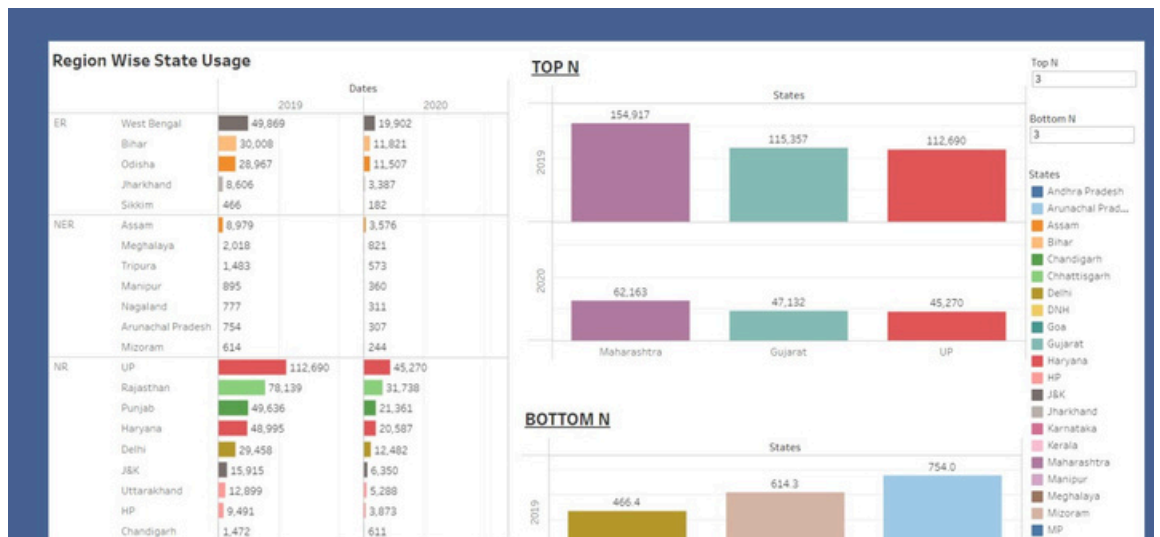 Region Wise State Usage
Dates
2019 2020
ER West Bengal 49,869 19,902
Bihar 30,008 11,821
Odisha 28,967 11,507
Jharkhand 8,606 3,387
Sikkim 466 182
NER Assam 8,979 3,576
Meghalaya 2,018 821
Tripura 1,483 573
Manipur 895 360
Nagaland 777 311
Arunachal Pradesh 754 307
Mizoram 614 244
NR UP 112,690 45,270
Rajasthan 78,139 31,738
Punjab 49,636 21,361
Haryana 48,995 20,587
Delhi 29,458 12,482
J&K 15,915 6,350
Uttarakhand 12,899 5,288
HP 9,491 3,873
Chandigarh 1,472 611
TOP N
States
2019
154,917 115,357 112,690
2020
62,163 47,132 45,270
Maharashtra Gujarat UP
BOTTOM N
States
2019
466.4 614.3 754.0
Top N
3
Bottom N
3
States
Andhra Pradesh
Arunachal Prad...
Assam
Bihar
Chandigarh
Chhattisgarh
Delhi
DNH
Goa
Gujarat
Haryana
HP
J&K
Jharkhand
Karnataka
Kerala
Maharashtra
Manipur
Meghalaya
Mizoram
MP